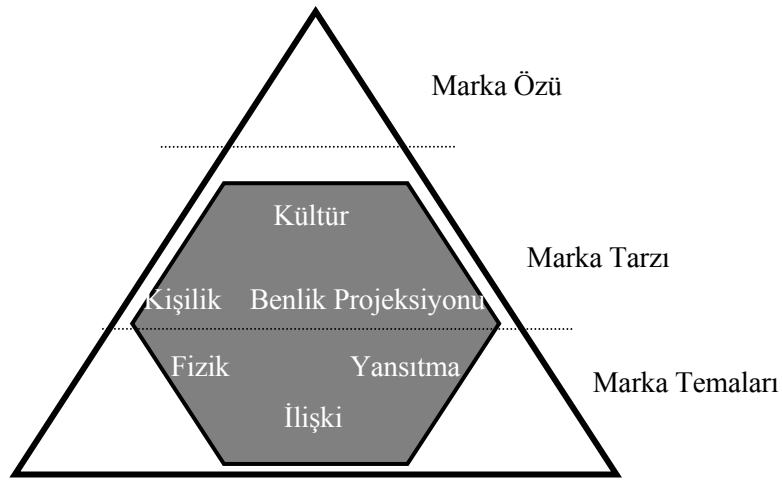 Marka Özü
Kültür
Marka Tarzı
Kişilik Benlik Projeksiyonu
Fizik Yansıtma
Marka Temaları
İlişki